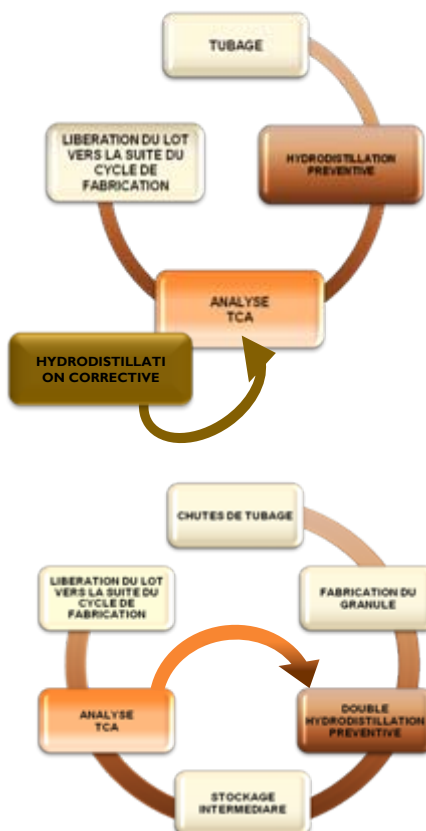 TUBAGE
LIBERATION DU LOT
VERS LA SUITE DU
CYCLE DE
FABRICATION
HYDRODISTILLATION
PREVENTIVE
ANALYSE
TCA
HYDRODISTILLATI
ON CORRECTIVE
CHUTES DE TUBAGE
LIBERATION DU LOT
VERS LA SUITE DU
CYCLE DE
FABRICATION
FABRICATION DU
GRANULE
ANALYSE
TCA
DOUBLE
HYDRODISTILLATION
PREVENTIVE
STOCKAGE
INTERMEDIARE